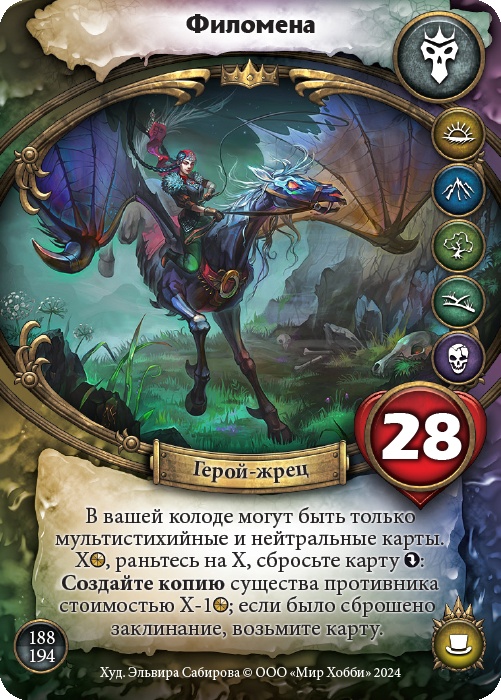 Филомена
28
Герой-жрец
В вашей колоде могут быть только
мультистихийные и нейтральные карты.
X, раньтесь на X, сбросьте карту :
Создайте копию существа противника
стоимостью X-1; если было сброшено
заклинание, возьмите карту.
188
194
Худ. Эльвира Сабирова © ООО «Мир Хобби» 2024